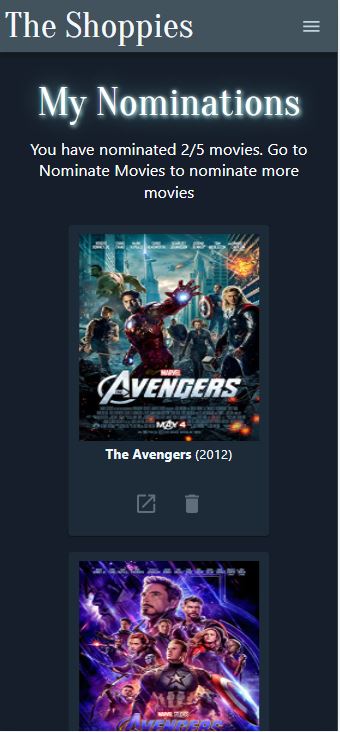 The Shoppies
My Nominations
You have nominated 2/5 movies. Go to
Nominate Movies to nominate more
movies
MARVEL
AVENGERS
MAY 4
The Avengers (2012)
MARVEL STUDIOS
AVENGERS